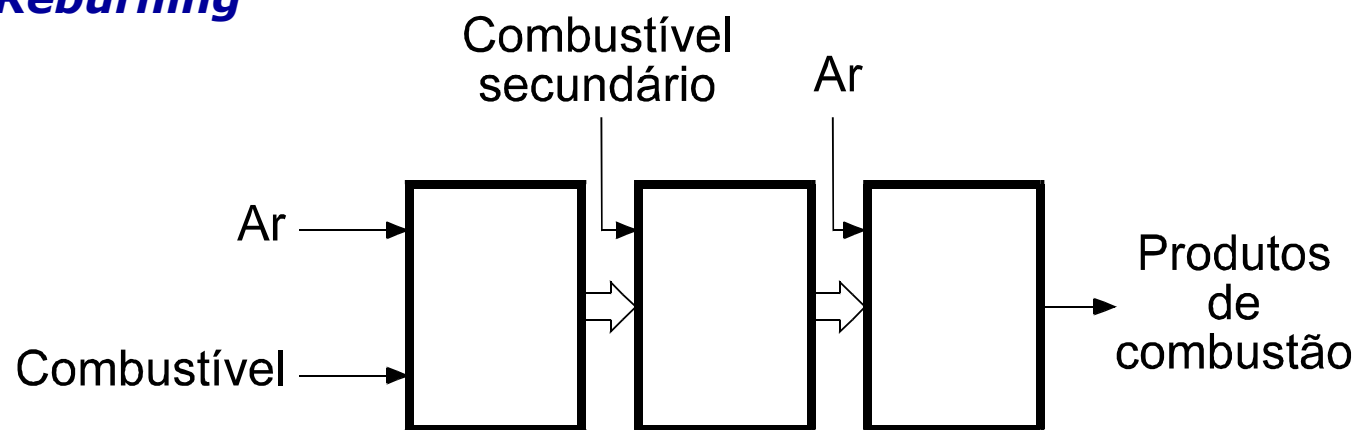 Reburning
Combustível
secundário
Ar
Ar
Combustível
Produtos
de
combustão